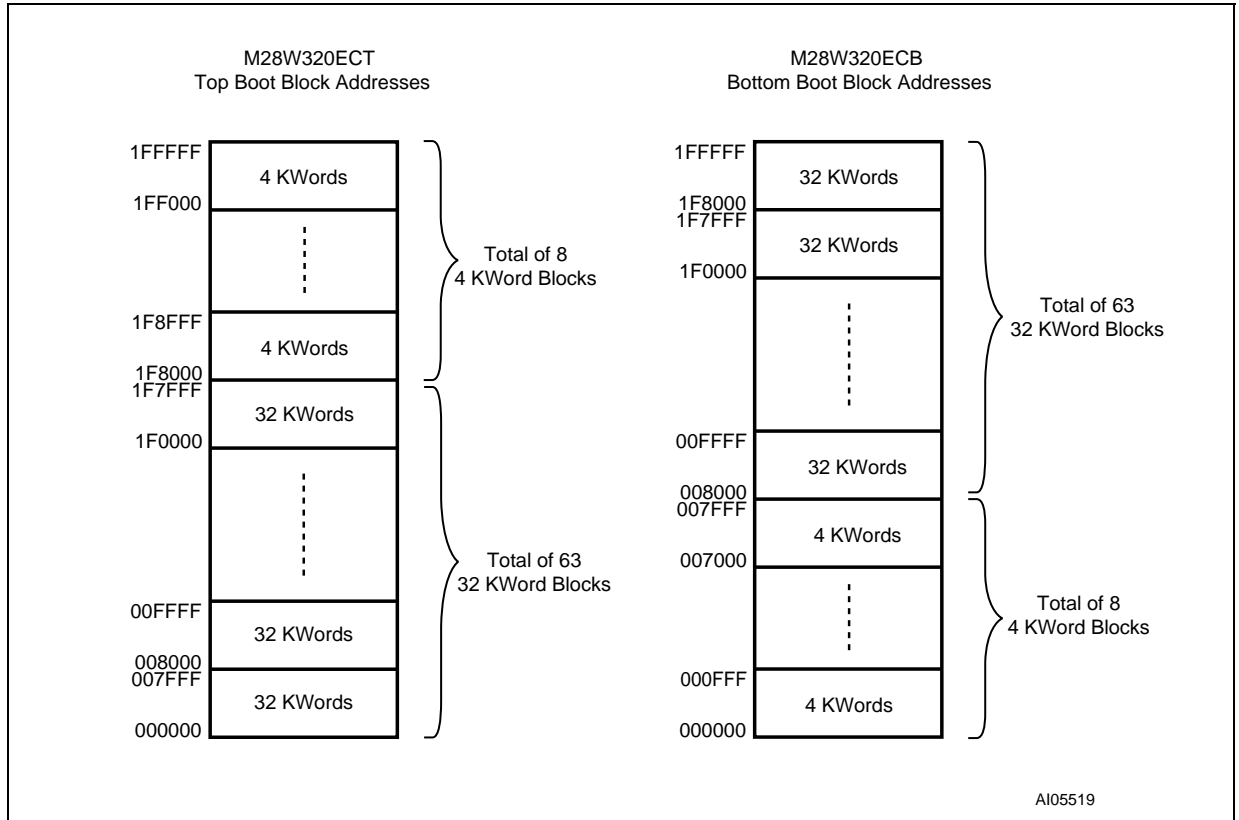 M28W320ECT
Top Boot Block Addresses
1FFFFF
4 KWords
1FF000
Total of 8
4 KWord Blocks
1F8FFF
4 KWords
1F8000
1F7FFF
32 KWords
1F0000
Total of 63
32 KWord Blocks
00FFFF
32 KWords
008000
007FFF
32 KWords
000000
M28W320ECB
Bottom Boot Block Addresses
1FFFFF
32 KWords
1F8000
1F7FFF
32 KWords
1F0000
Total of 63
32 KWord Blocks
00FFFF
32 KWords
008000
007FFF
4 KWords
007000
Total of 8
4 KWord Blocks
000FFF
4 KWords
000000
AI05519